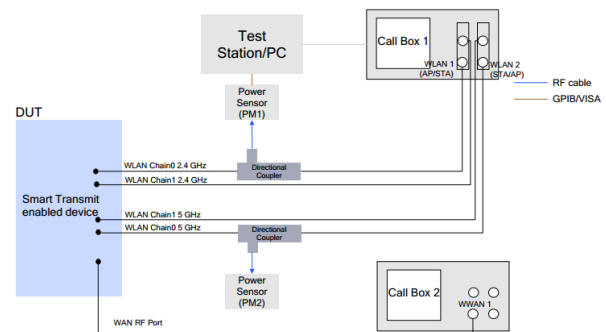 Test
Station/PC
Call Box 1
WLAN 1
(AP/STA)
WLAN 2
(STA/AP)
RF cable
GPIB/VISA
Power
Sensor
(PM1)
DUT
WLAN Chain0 2.4 GHz
Directional
Coupler
WLAN Chain1 2.4 GHz
Smart Transmit
enabled device
WLAN Chain1 5 GHz
WLAN Chain0 5 GHz
Directional
Coupler
Power
Sensor
(PM2)
Call Box 2
WWAN 1
WAN RF Port